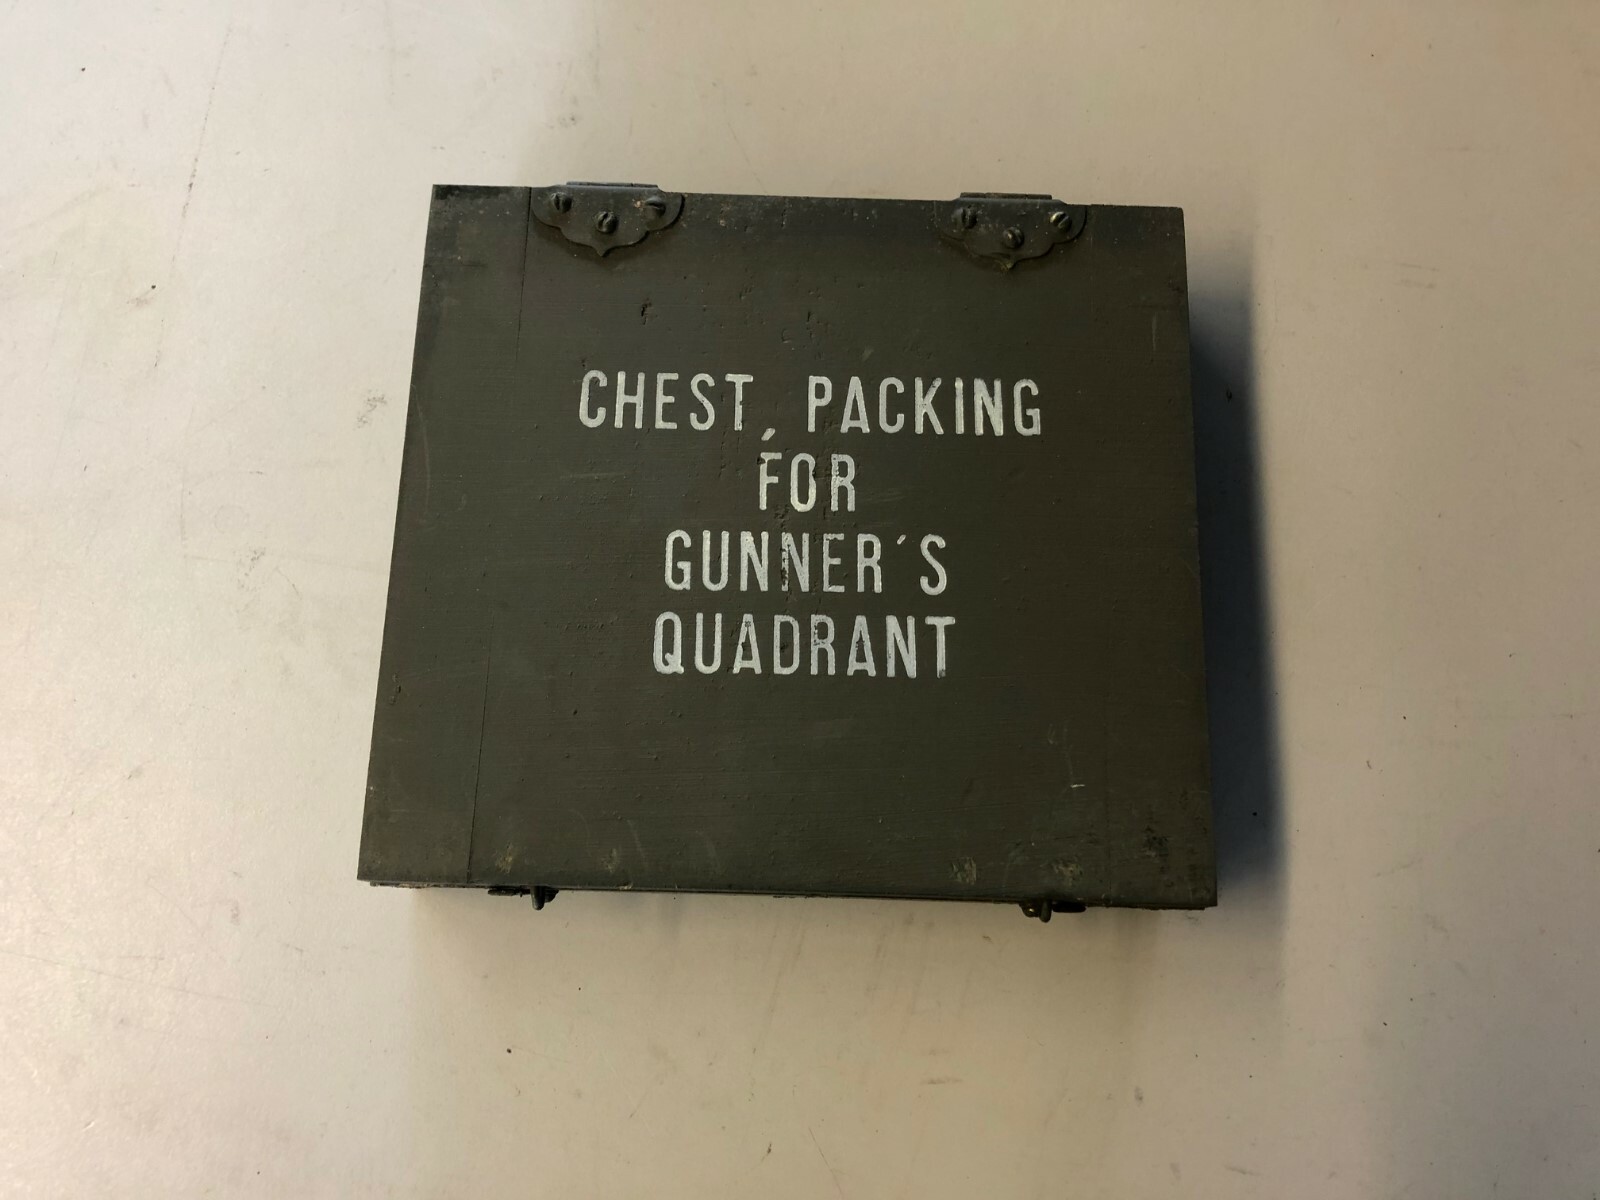 CHEST, PACKING
FOR
GUNNER'S
QUADRANT